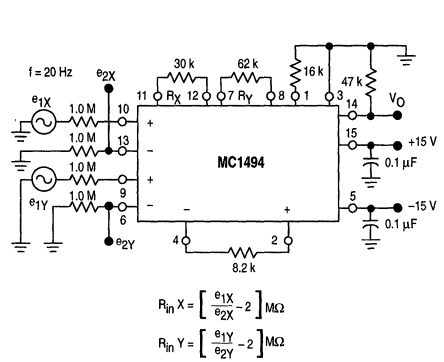 30 k
62 k
16 k
47 k
f = 20 Hz
e2X
11
RX
12
7
RY
8
1
3
14
VO
e1X
1.0 M
10
+
15
+15 V
1.0 M
13
–
MC1494
0.1 µF
1.0 M
+
9
e1Y
1.0 M
–
6
5
–15 V
0.1 µF
e2Y
–
+
4
2
8.2 k
Rin X = [ e1X / e2X – 2 ] MΩ
Rin Y = [ e1Y / e2Y – 2 ] MΩ